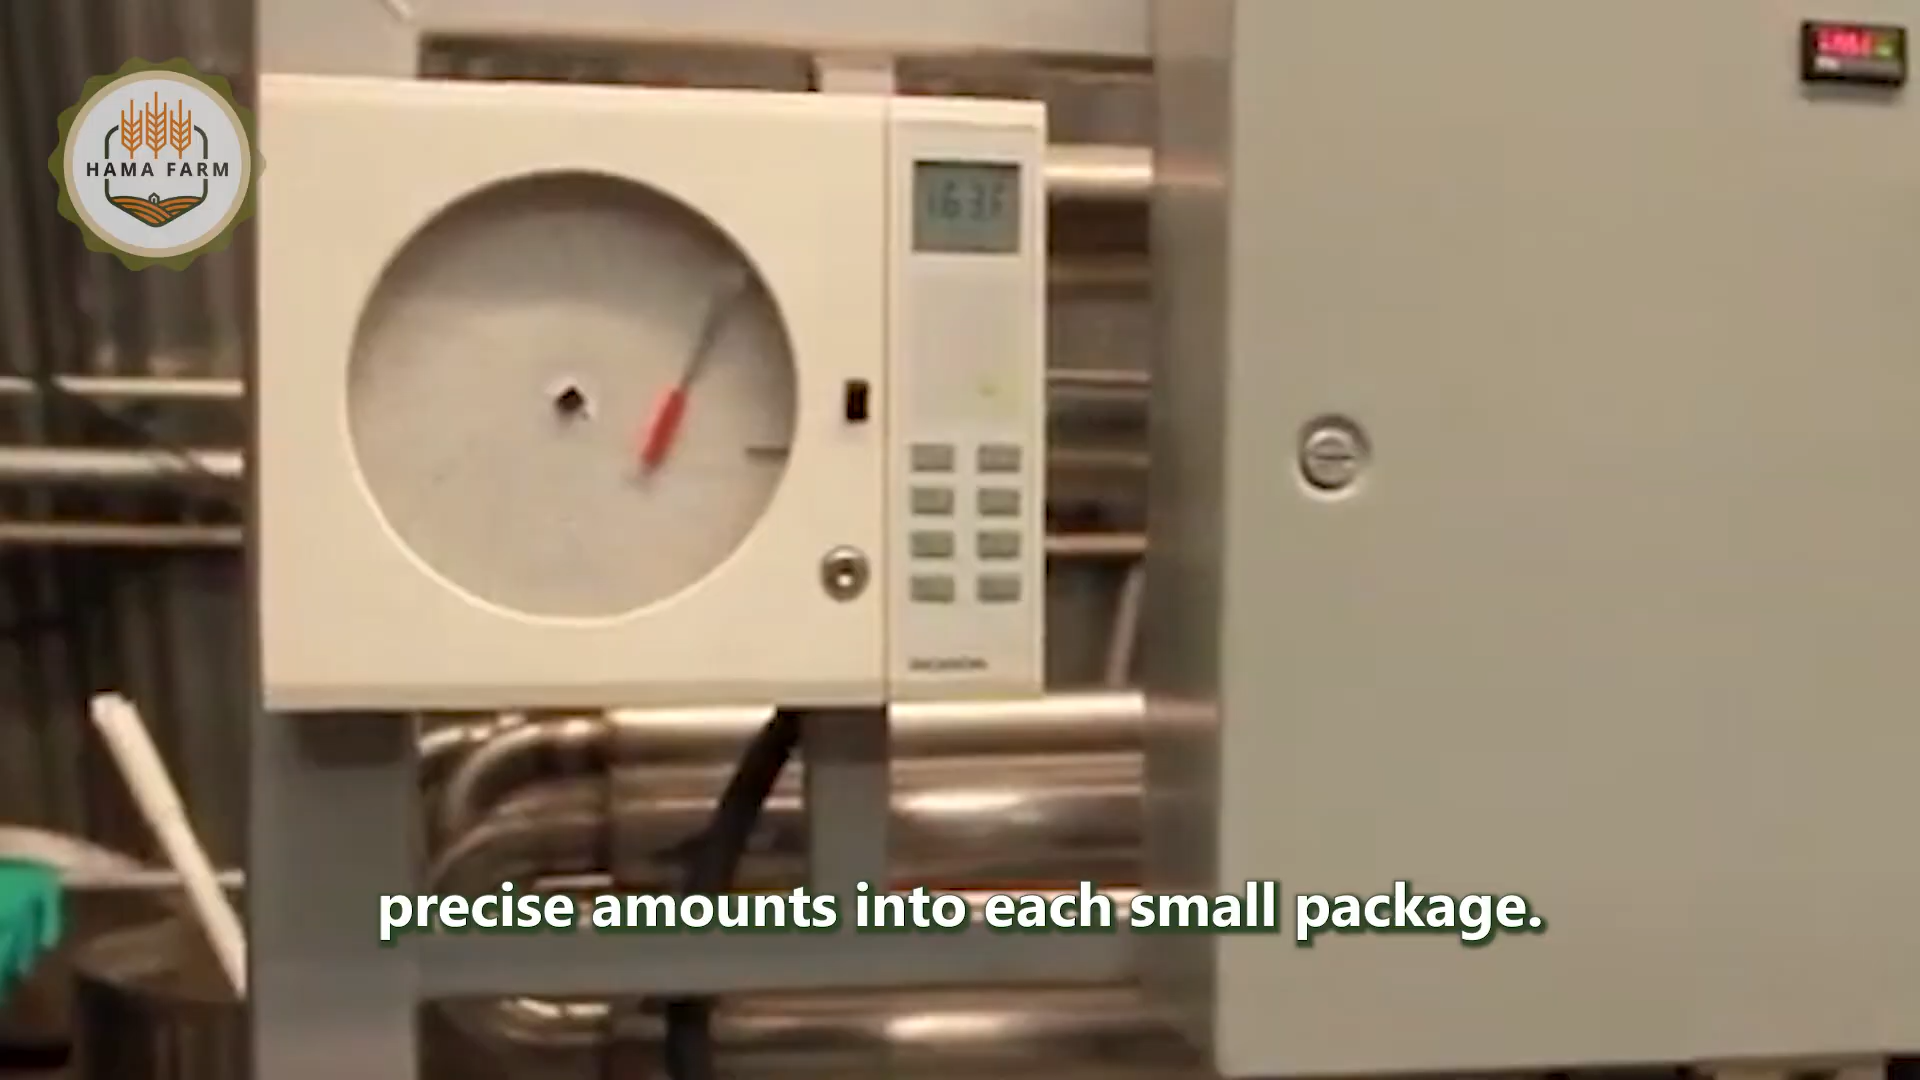 HAMA FARM
163F
precise amounts into each small package.